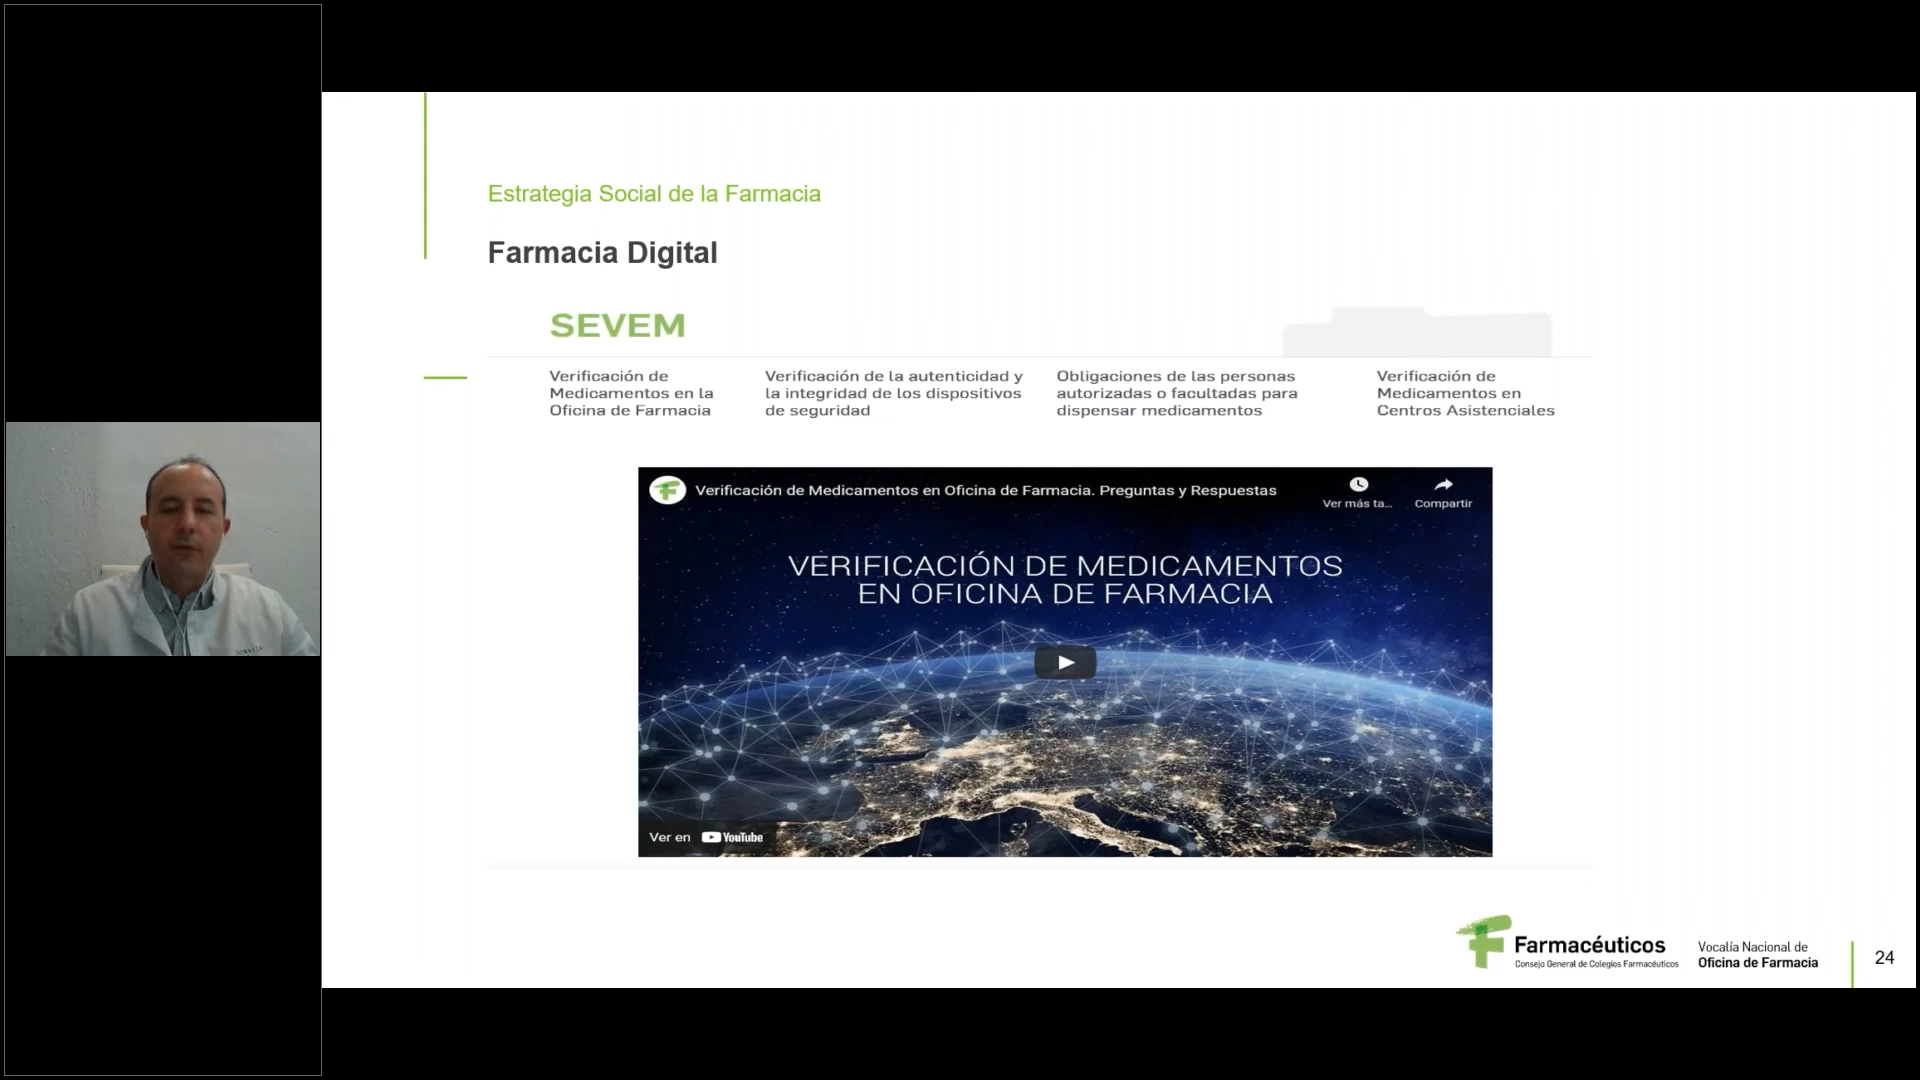 Estrategia Social de la Farmacia
Farmacia Digital
SEVEM
Verificación de
Medicamentos en la
Oficina de Farmacia
Verificación de la autenticidad y
la integridad de los dispositivos
de seguridad
Obligaciones de las personas
autorizadas o facultadas para
dispensar medicamentos
Verificación de
Medicamentos en
Centros Asistenciales
Verificación de Medicamentos en Oficina de Farmacia. Preguntas y Respuestas
Ver más ta...
Compartir
VERIFICACIÓN DE MEDICAMENTOS
EN OFICINA DE FARMACIA
Ver en YouTube
Farmacéuticos
Consejo General de Colegios Farmacéuticos
Vocalía Nacional de
Oficina de Farmacia
24